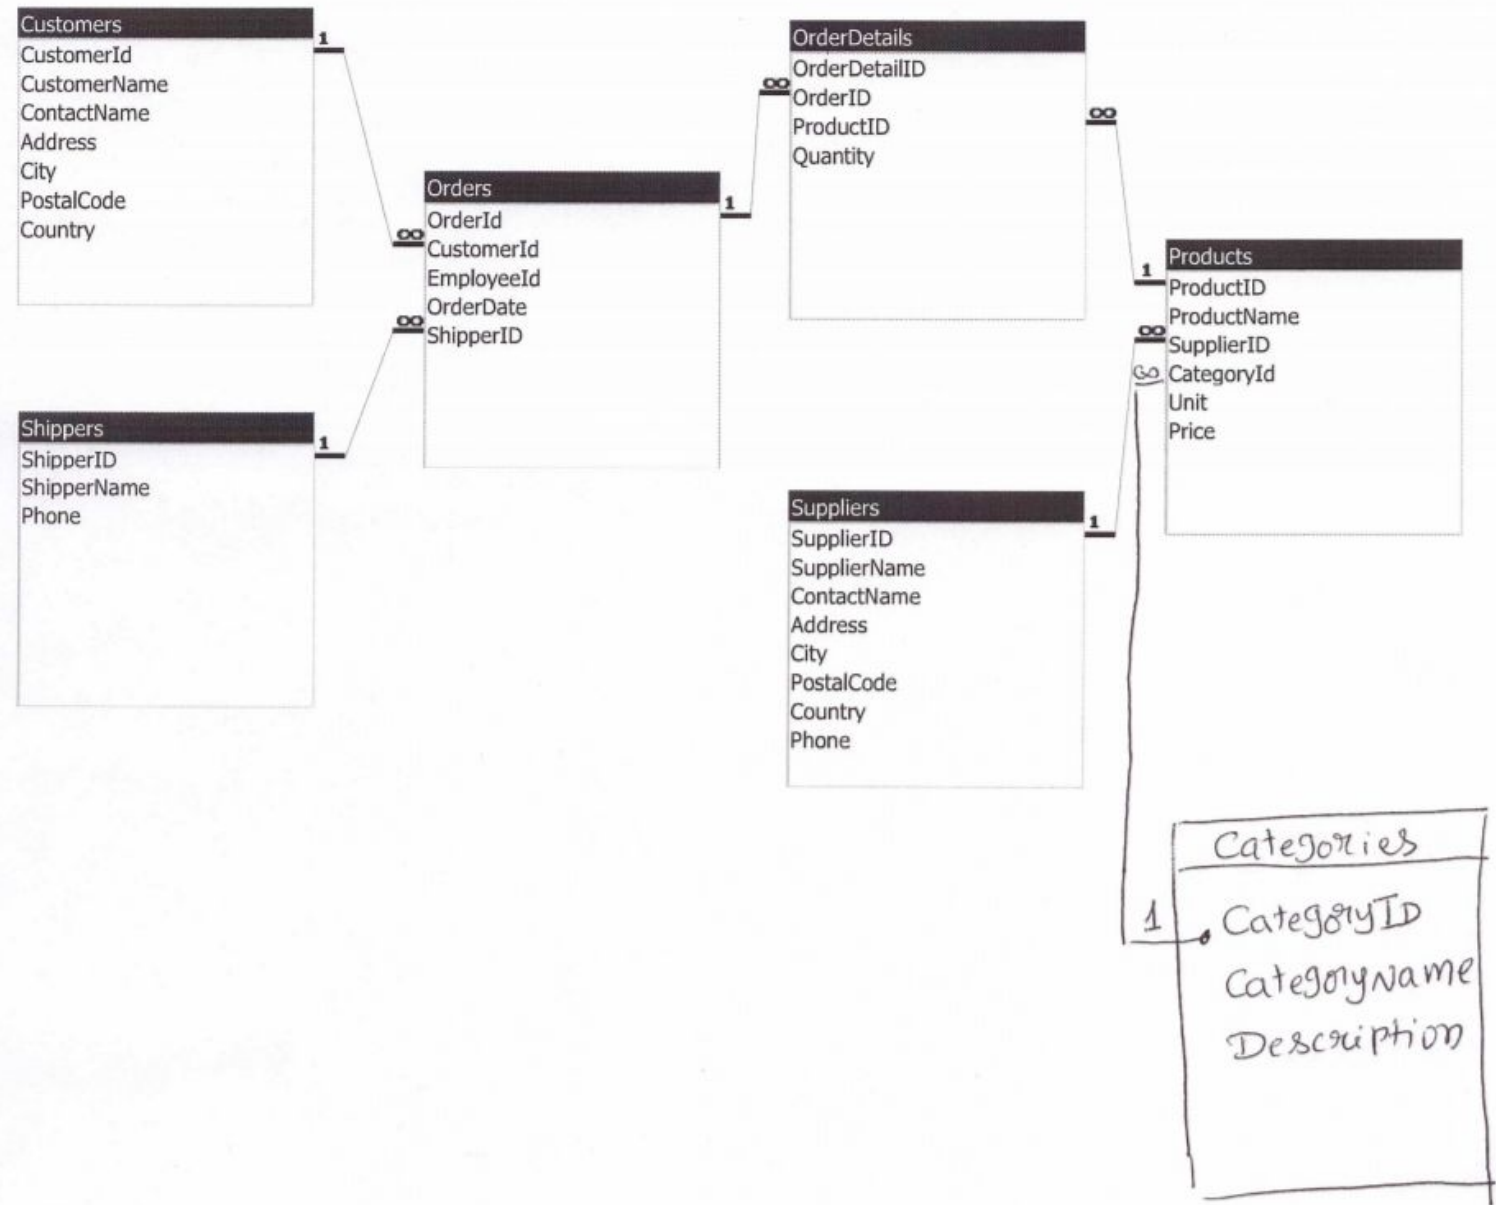 Customers
CustomerId
CustomerName
ContactName
Address
City
PostalCode
Country
1
∞
Shippers
ShipperID
ShipperName
Phone
1
∞
Orders
OrderId
CustomerId
EmployeeId
OrderDate
ShipperID
1
∞
OrderDetails
OrderDetailID
OrderID
ProductID
Quantity
∞
1
Products
ProductID
ProductName
SupplierID
CategoryId
Unit
Price
∞
∞
Suppliers
SupplierID
SupplierName
ContactName
Address
City
PostalCode
Country
Phone
1
Categories
1
CategoryID
CategoryName
Description